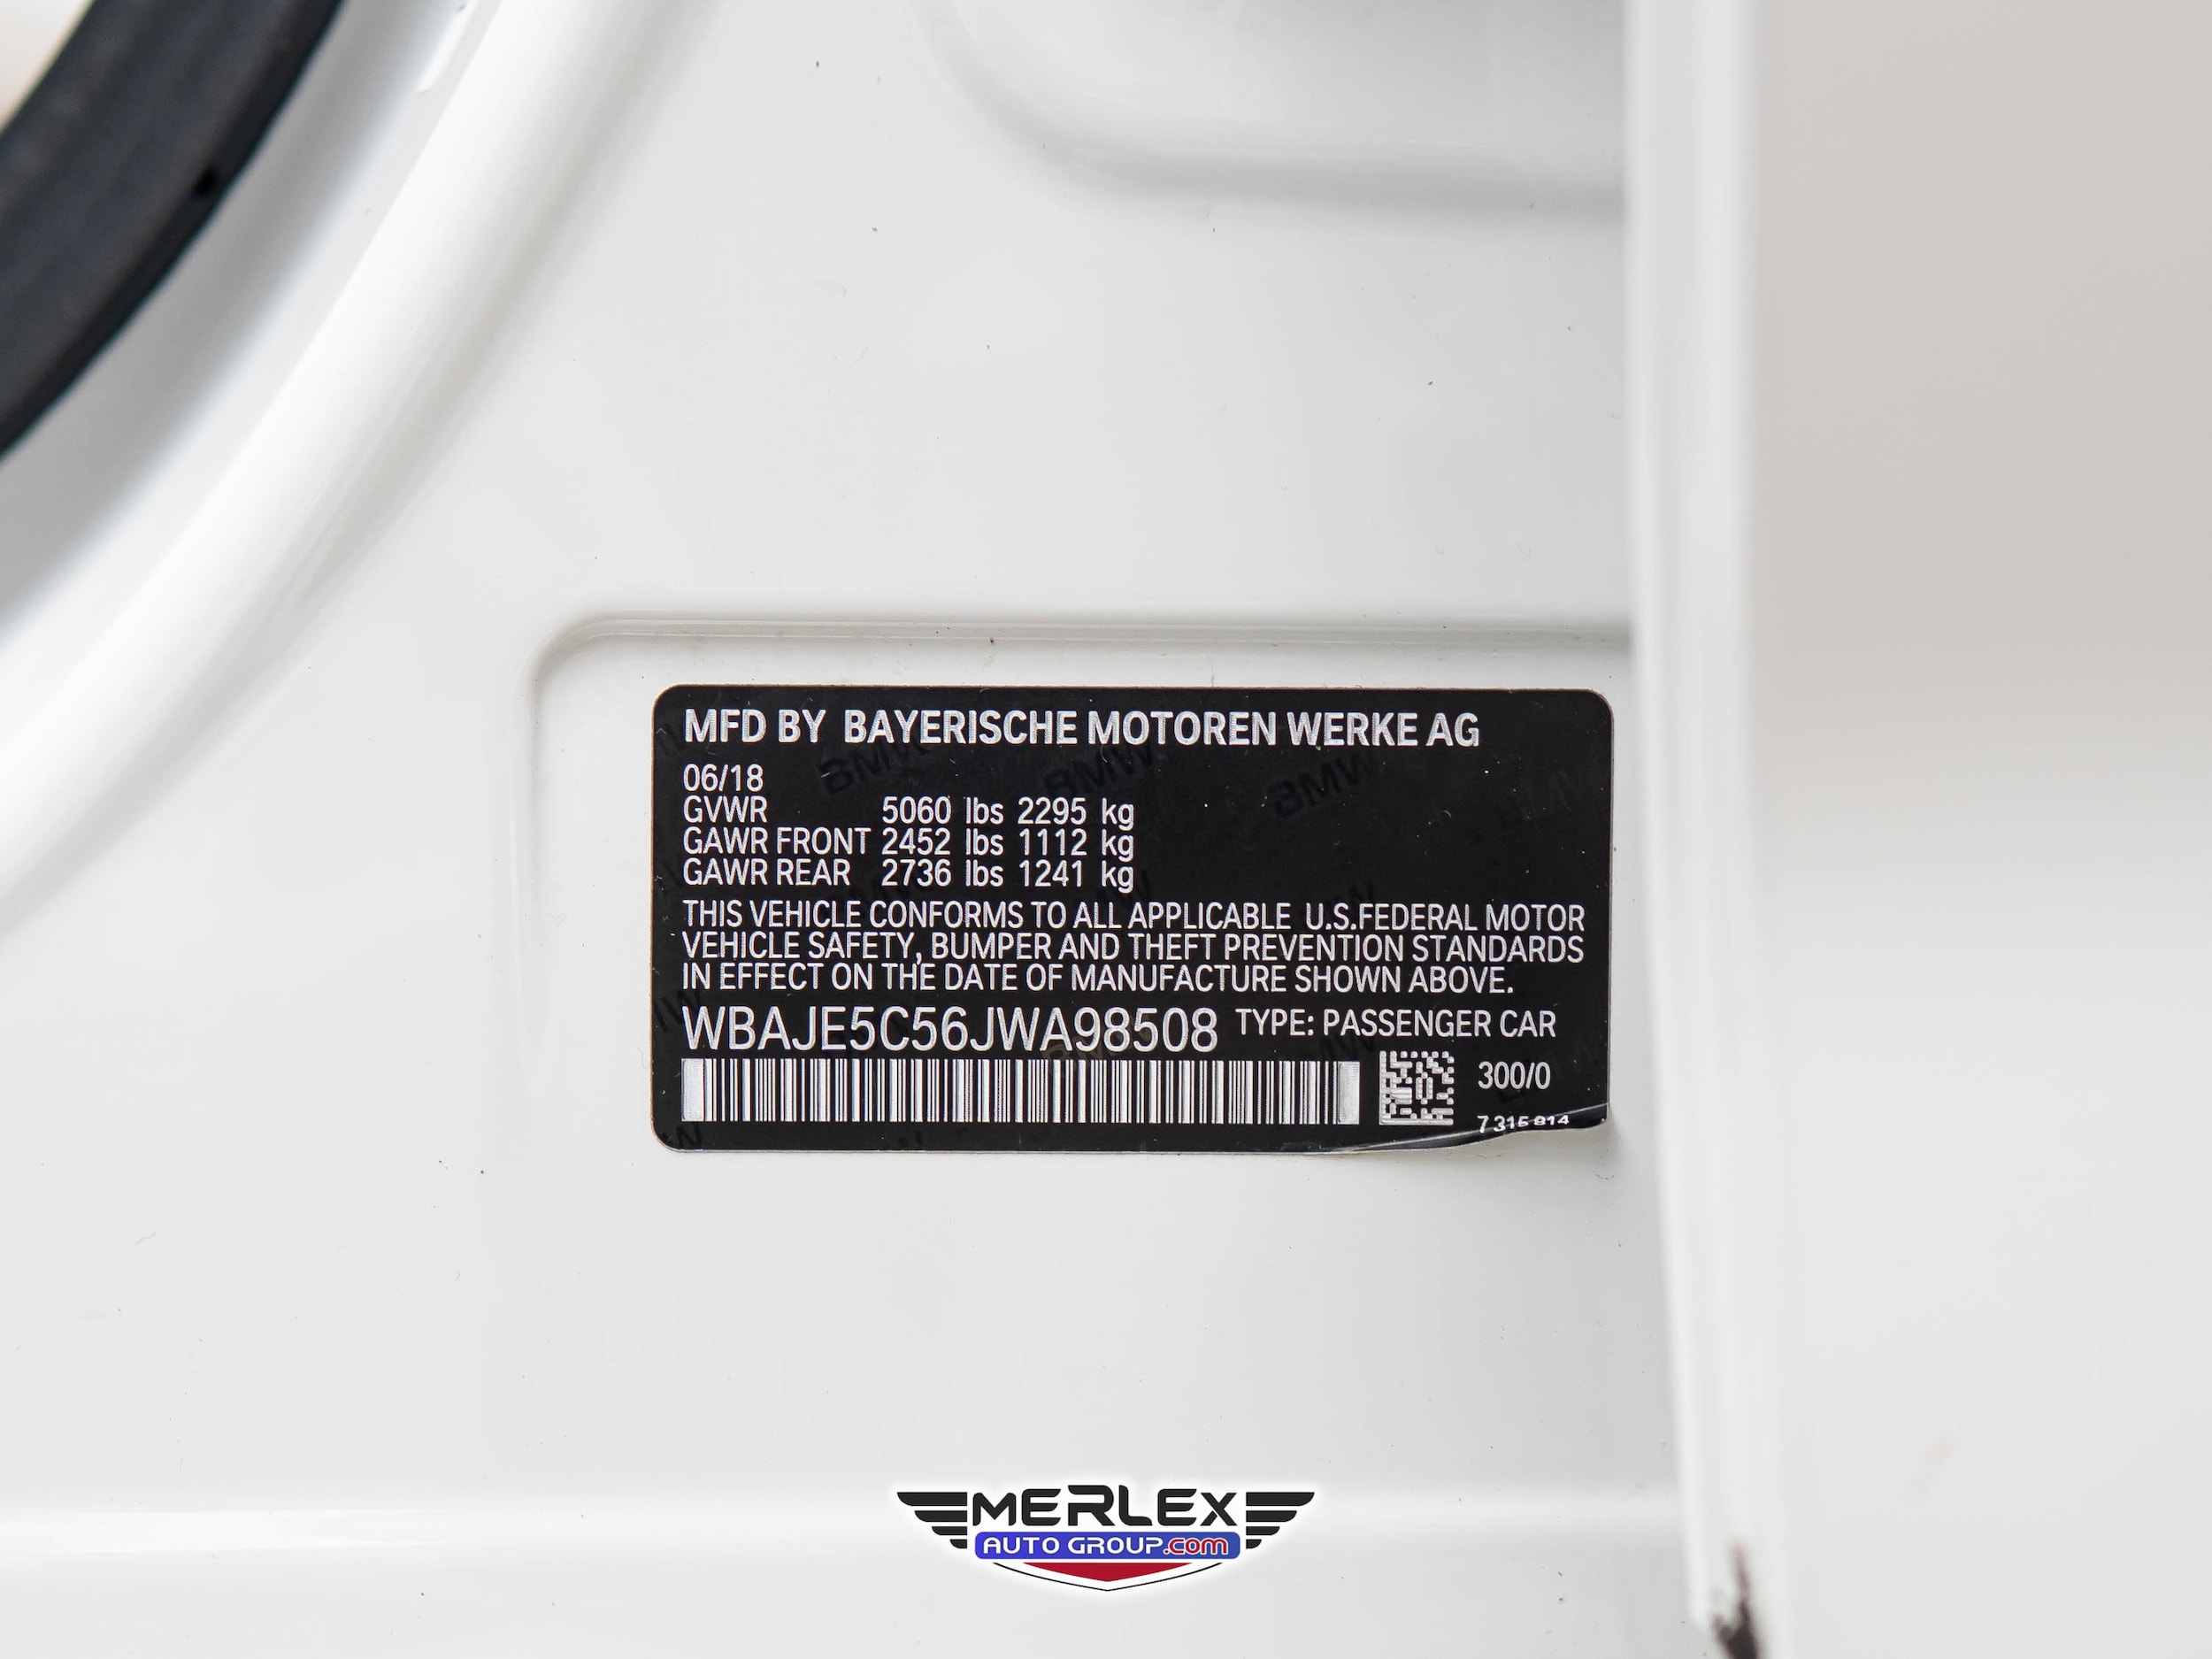 MFD BY BAYERISCHE MOTOREN WERKE AG
06/18
GVWR 5060 lbs 2295 kg
GAWR FRONT 2452 lbs 1112 kg
GAWR REAR 2736 lbs 1241 kg
THIS VEHICLE CONFORMS TO ALL APPLICABLE U.S.FEDERAL MOTOR
VEHICLE SAFETY, BUMPER AND THEFT PREVENTION STANDARDS
IN EFFECT ON THE DATE OF MANUFACTURE SHOWN ABOVE.
WBAJE5C56JWA98508 TYPE: PASSENGER CAR
300/0
MERLEX
AUTO GROUP.com